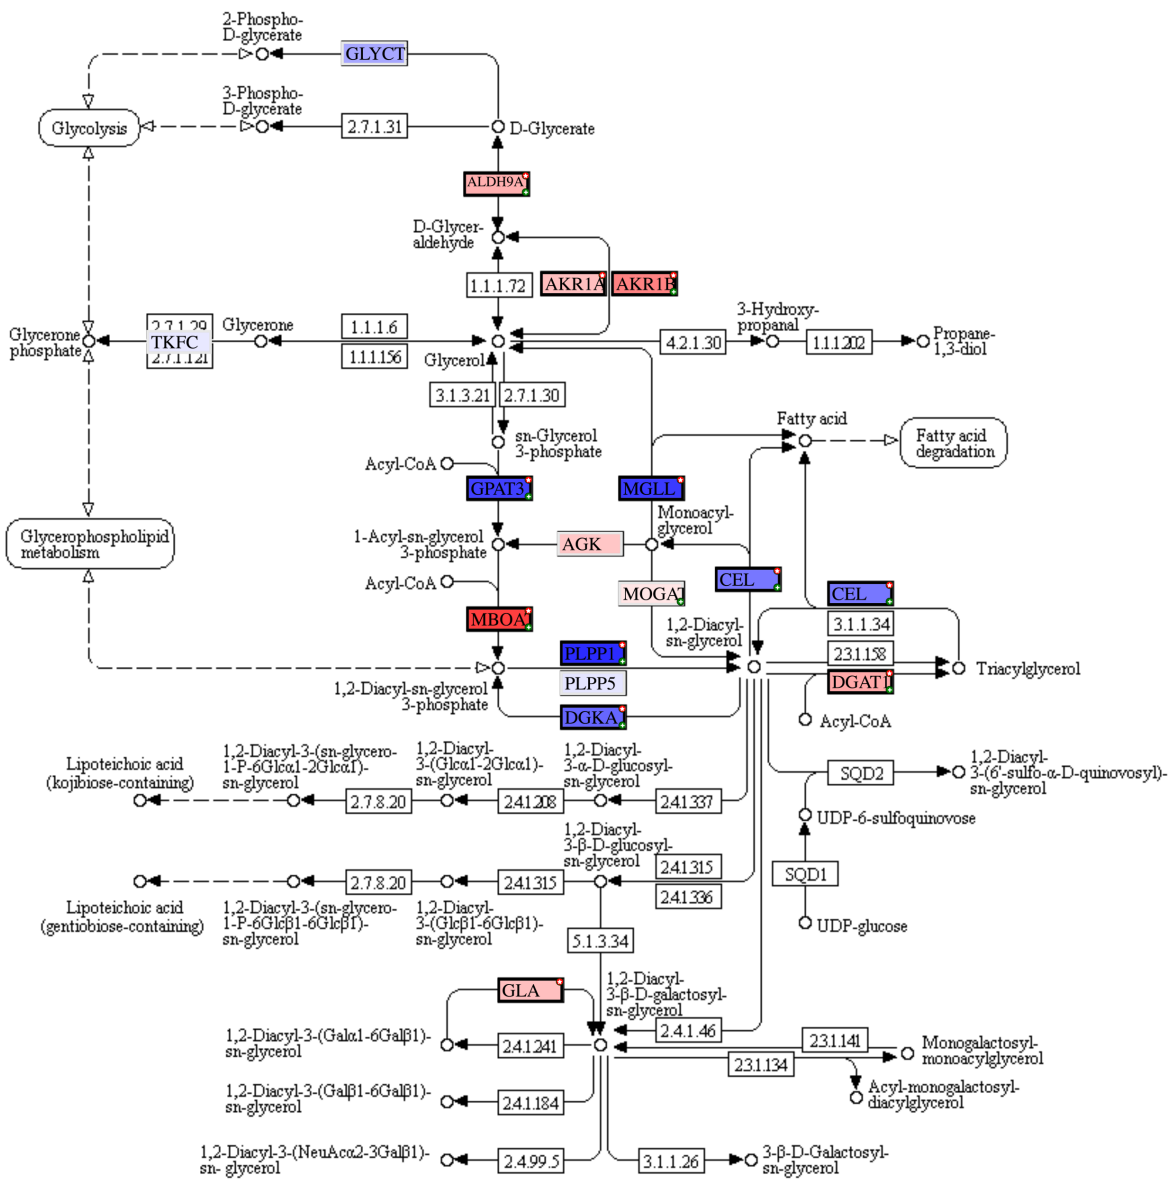 2-Phospho-
D-glycerate
GLYCT
3-Phospho-
D-glycerate
Glycolysis
2.7.1.31
D-Glycerate
ALDH9A
D-Glycer-
aldehyde
1.1.1.72
AKR1A
AKR1B
3-Hydroxy-
propanal
Glycerone
phosphate
2.7.1.29
TKFC
2.7.1.121
Glycerone
1.1.1.6
1.1.1.156
Glycerol
4.2.1.30
1.1.1.202
Propane-
1,3-diol
3.1.3.21
2.7.1.30
Fatty acid
sn-Glycerol
3-phosphate
Fatty acid
degradation
Acyl-CoA
GPAT3
MGLL
Monoacyl-
glycerol
Glycerophospholipid
metabolism
1-Acyl-sn-glycerol
3-phosphate
AGK
Acyl-CoA
MOGAT
CEL
CEL
MBOA
1,2-Diacyl-
sn-glycerol
3.1.1.34
PLPP1
2.3.1.158
PLPP5
DGAT1
Triacylglycerol
1,2-Diacyl-sn-glycerol
3-phosphate
DGKA
Acyl-CoA
Lipoteichoic acid
(kojibiose-containing)
1,2-Diacyl-3-(sn-glycero-
1-P-6Glcα1-2Glcα1)-
sn-glycerol
1,2-Diacyl-
3-(Glcα1-2Glcα1)-
sn-glycerol
1,2-Diacyl-
3-α-D-glucosyl-
sn-glycerol
SQD2
1,2-Diacyl-
3-(6'-sulfo-α-D-quinovosyl)-
sn-glycerol
2.7.8.20
2.4.1.208
2.4.1.337
UDP-6-sulfoquinovose
1,2-Diacyl-
3-β-D-glucosyl-
sn-glycerol
2.4.1.315
2.7.8.20
2.4.1.315
2.4.1.336
SQD1
Lipoteichoic acid
(gentiobiose-containing)
1,2-Diacyl-3-(sn-glycero-
1-P-6Glcβ1-6Glcβ1)-
sn-glycerol
1,2-Diacyl-
3-(Glcβ1-6Glcβ1)-
sn-glycerol
UDP-glucose
5.1.3.34
GLA
1,2-Diacyl-
3-β-D-galactosyl-
sn-glycerol
2.4.1.46
1,2-Diacyl-3-(Galα1-6Galβ1)-
sn-glycerol
2.4.1.241
2.3.1.141
2.3.1.134
Monogalactosyl-
monoacylglycerol
Acyl-monogalactosyl-
diacylglycerol
1,2-Diacyl-3-(Galβ1-6Galβ1)-
sn-glycerol
2.4.1.184
1,2-Diacyl-3-(NeuAcα2-3Galβ1)-
sn- glycerol
2.4.99.5
3.1.1.26
3-β-D-Galactosyl-
sn-glycerol